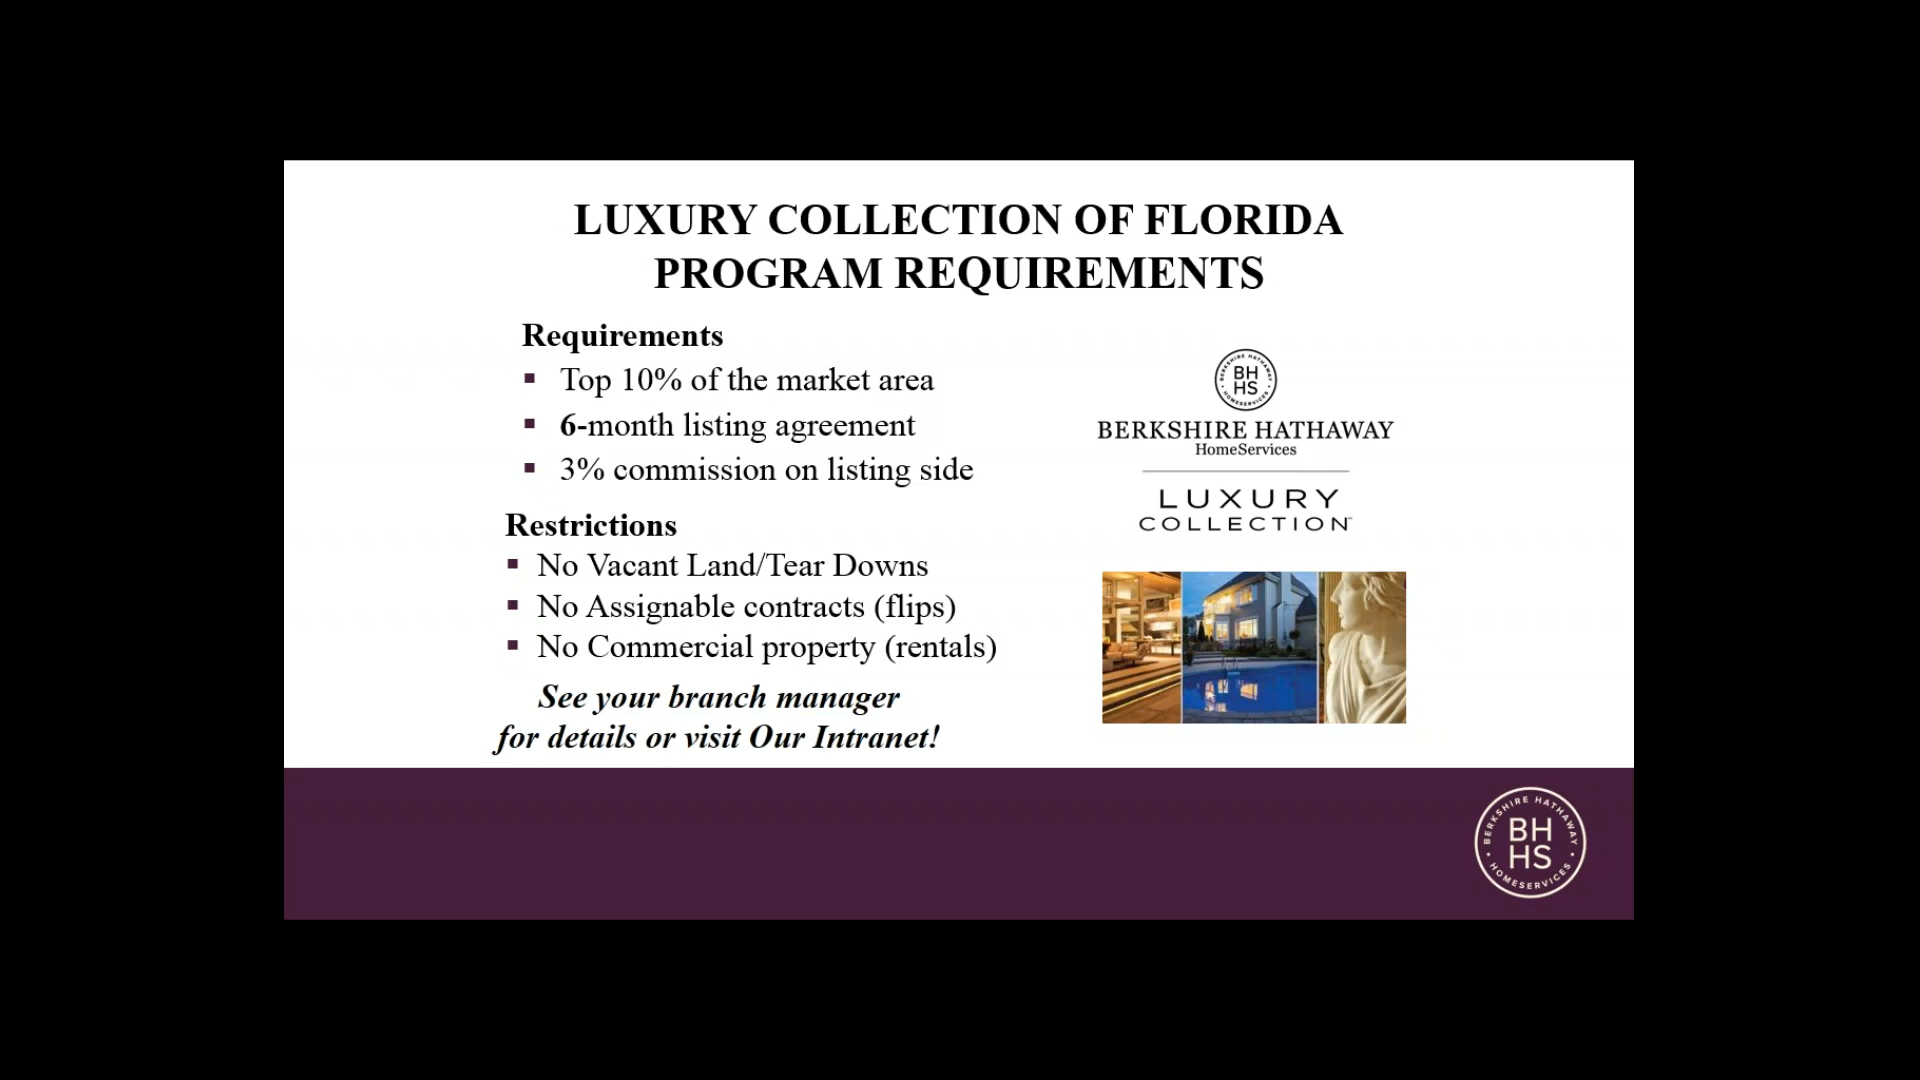 LUXURY COLLECTION OF FLORIDA
PROGRAM REQUIREMENTS
Requirements
▪ Top 10% of the market area
▪ 6-month listing agreement
▪ 3% commission on listing side
Restrictions
▪ No Vacant Land/Tear Downs
▪ No Assignable contracts (flips)
▪ No Commercial property (rentals)
See your branch manager
for details or visit Our Intranet!
BERKSHIRE HATHAWAY
HOMESERVICES
BH
HS
BERKSHIRE HATHAWAY
HomeServices
LUXURY
COLLECTION
BERKSHIRE HATHAWAY
HOMESERVICES
BH
HS